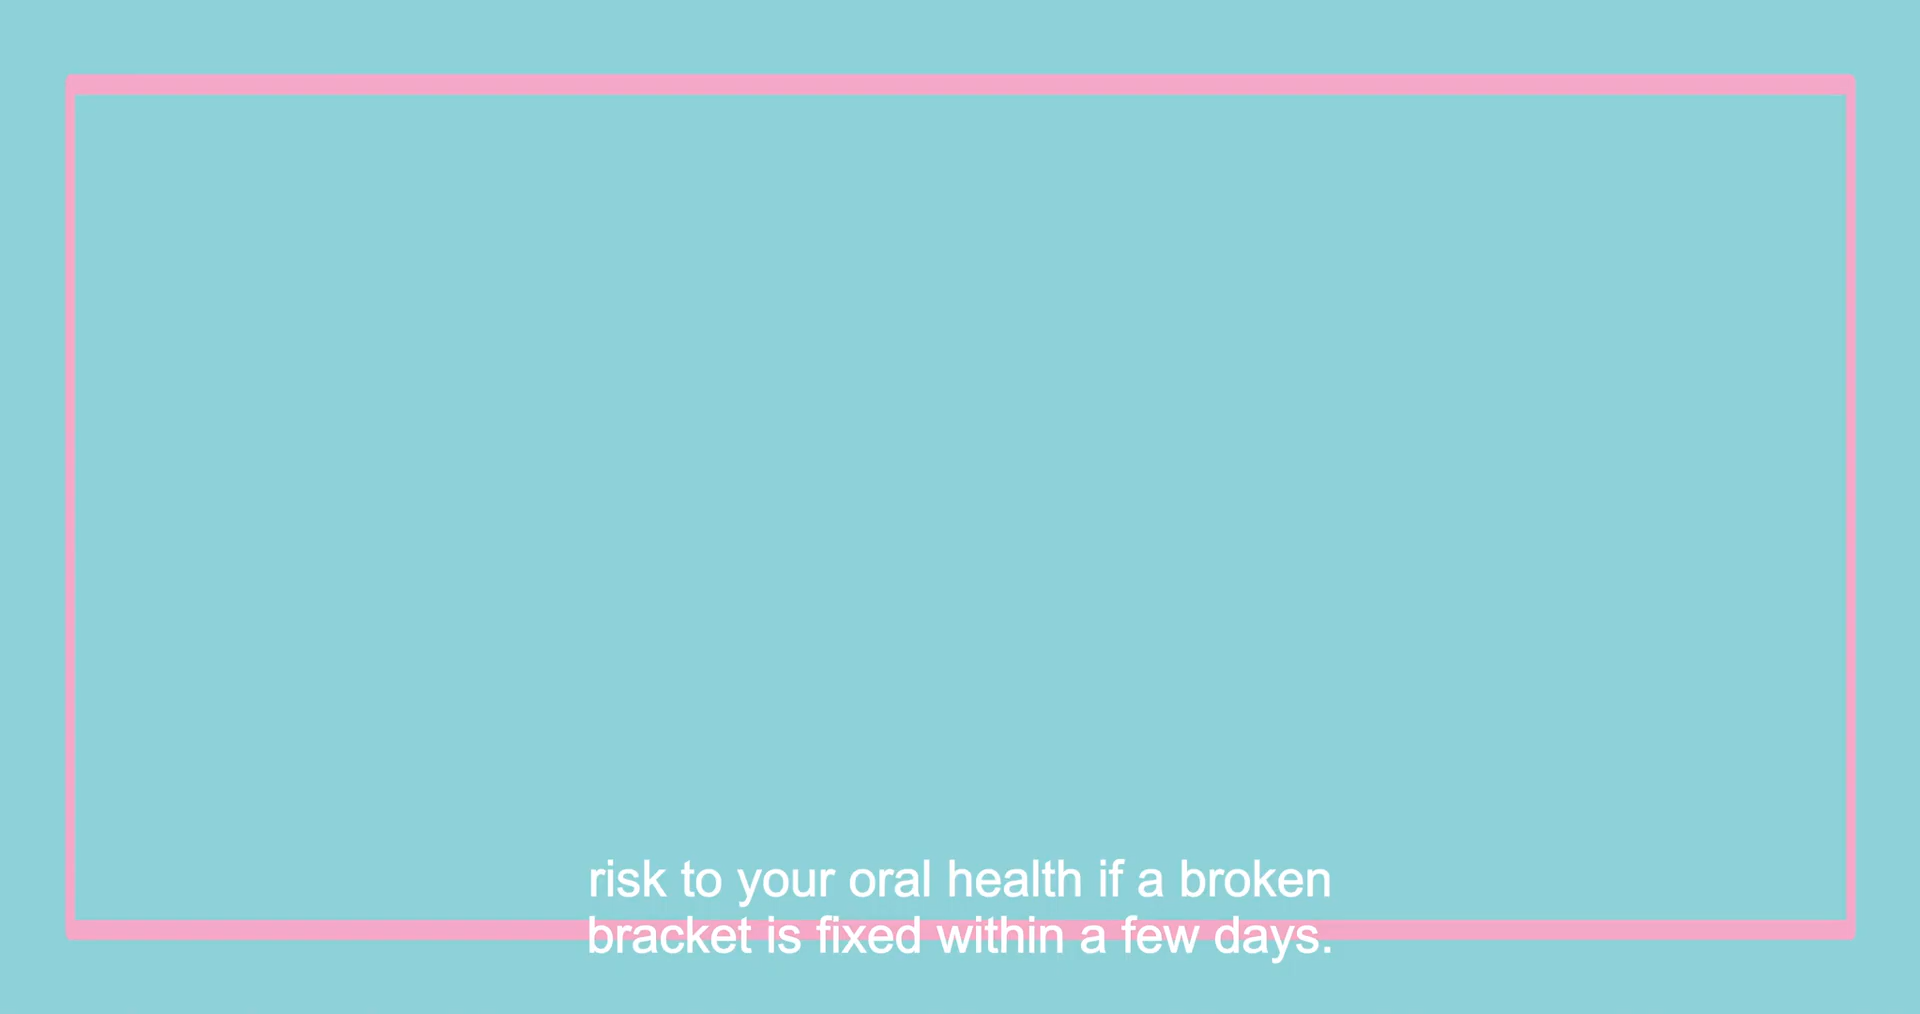 risk to your oral health if a broken
bracket is fixed within a few days.